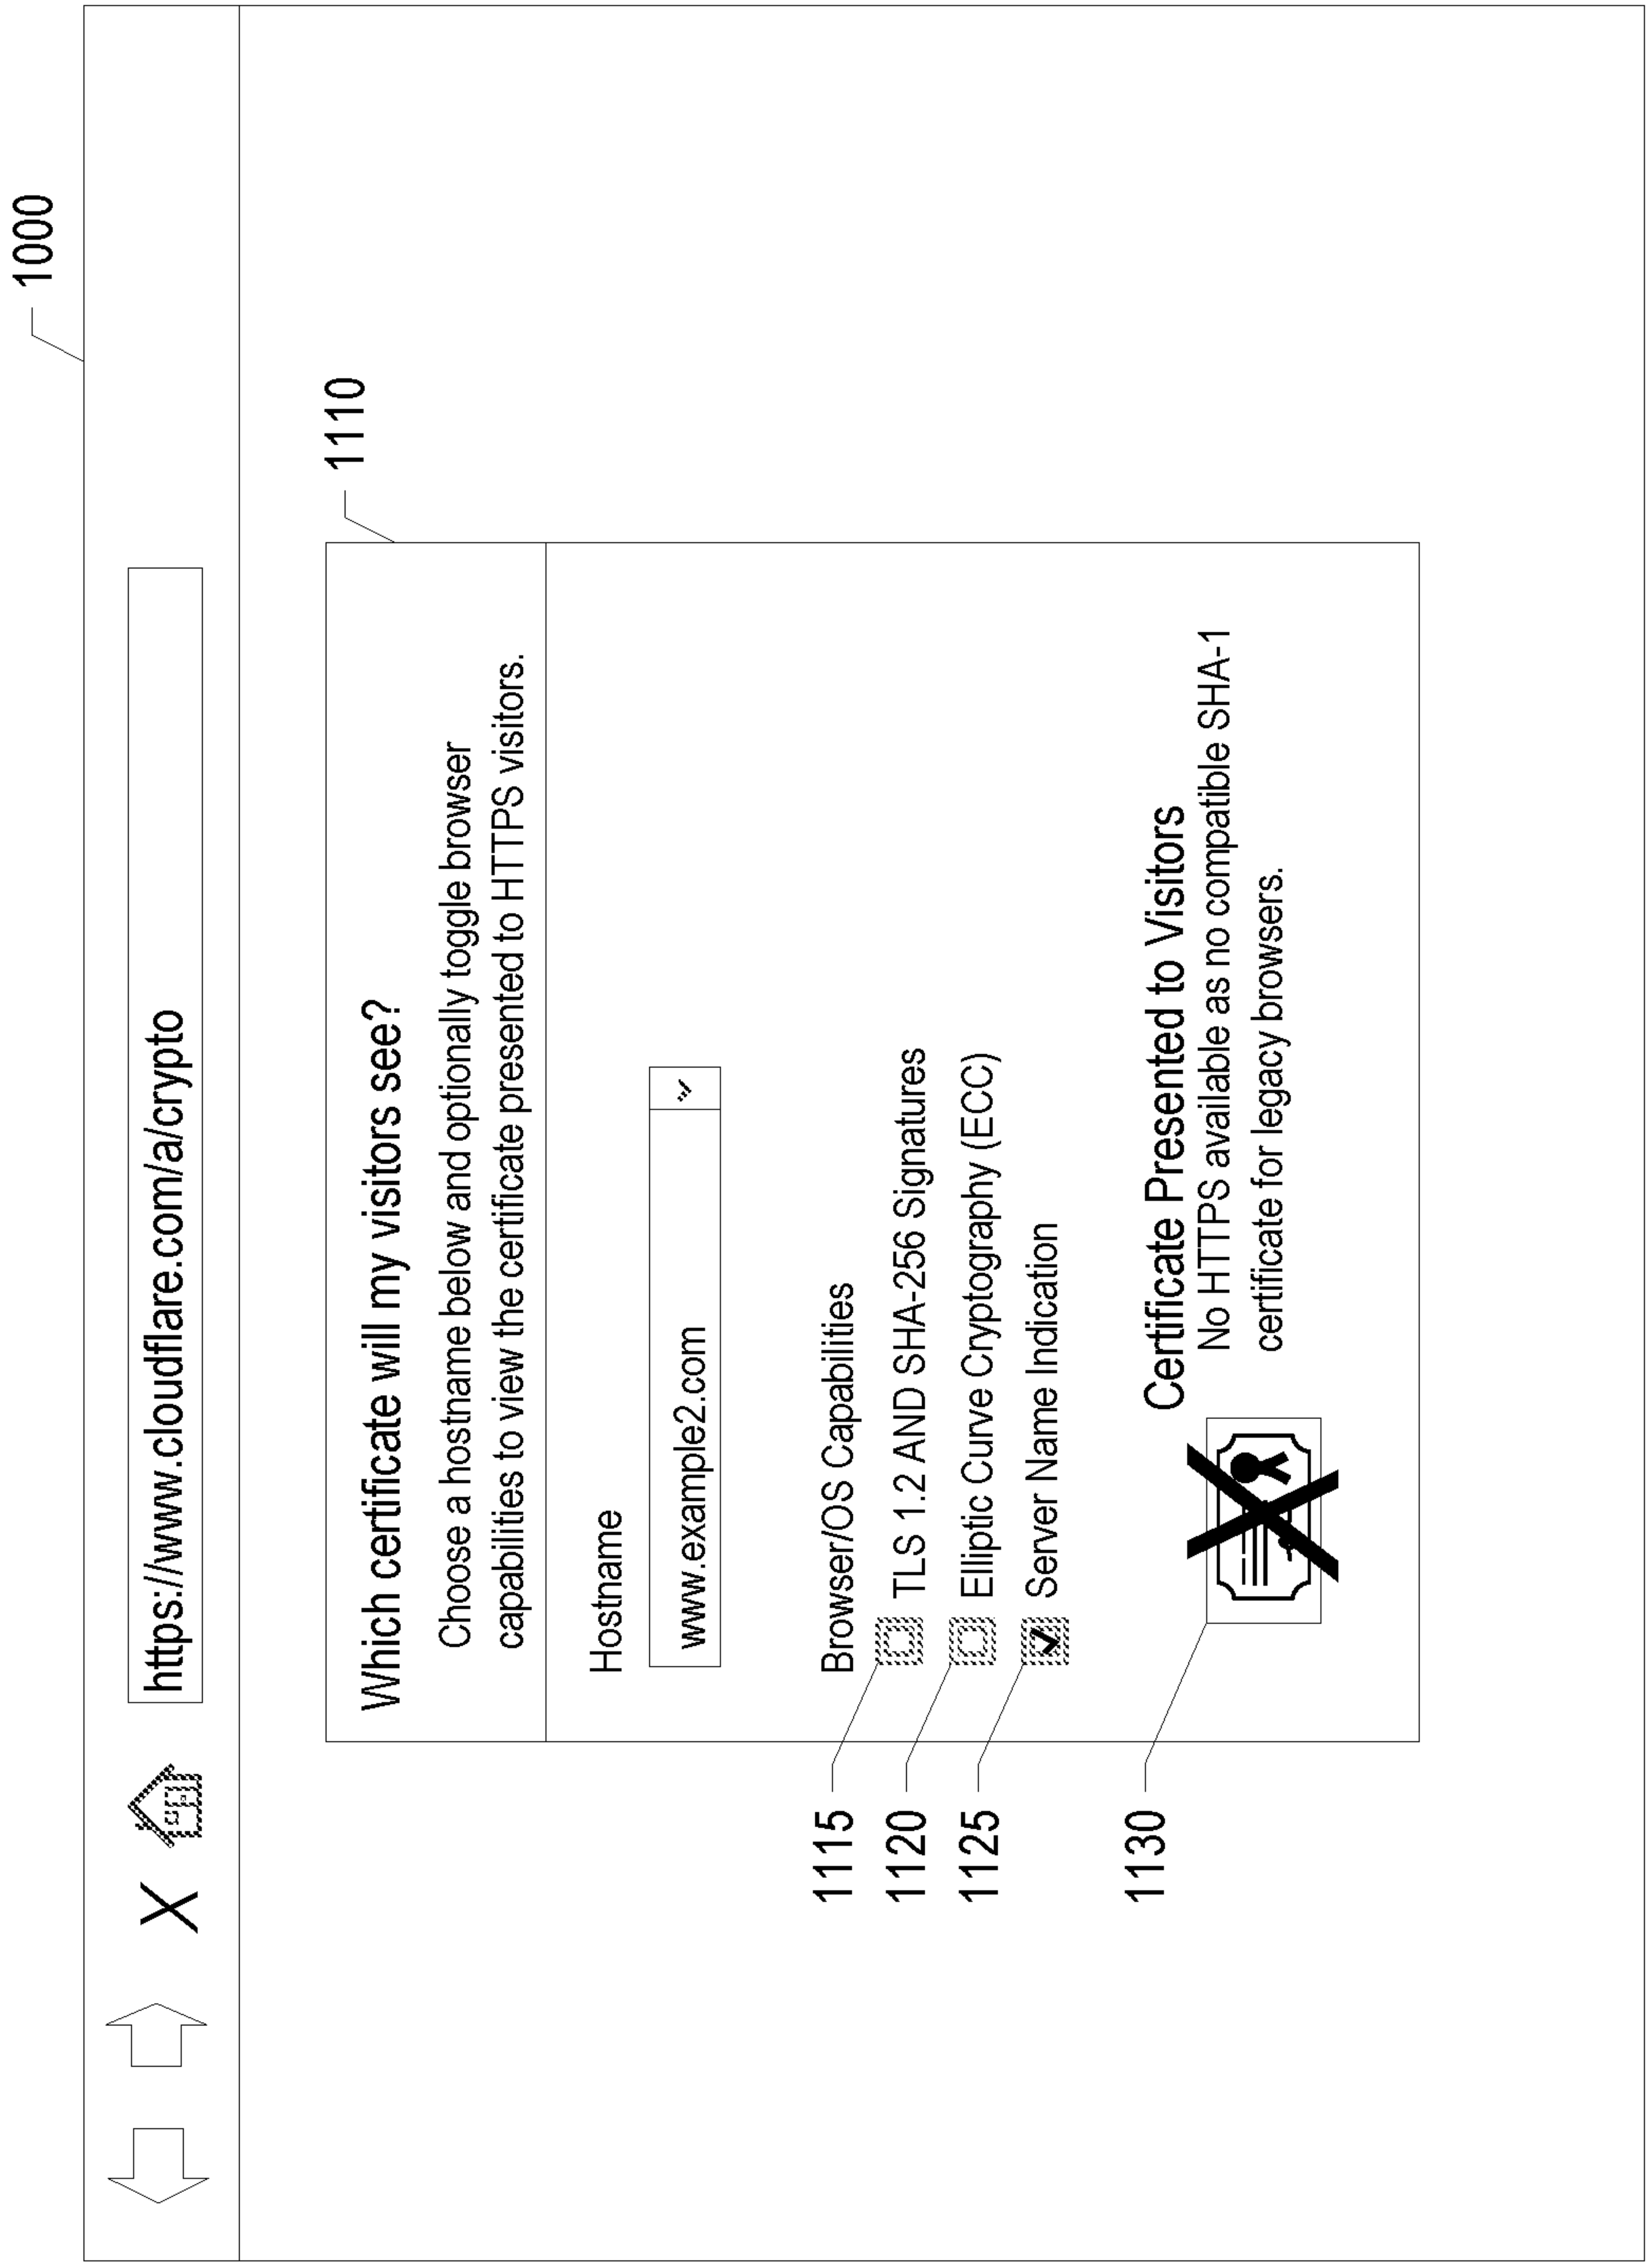 1000
https://www.cloudflare.com/a/crypto
1110
Which certificate will my visitors see?
Choose a hostname below and optionally toggle browser
capabilities to view the certificate presented to HTTPS visitors.
Hostname
www.example2.com
Browser/OS Capabilities
1115
TLS 1.2 AND SHA-256 Signatures
1120
Elliptic Curve Cryptography (ECC)
1125
Server Name Indication
1130
Certificate Presented to Visitors
No HTTPS available as no compatible SHA-1
certificate for legacy browsers.